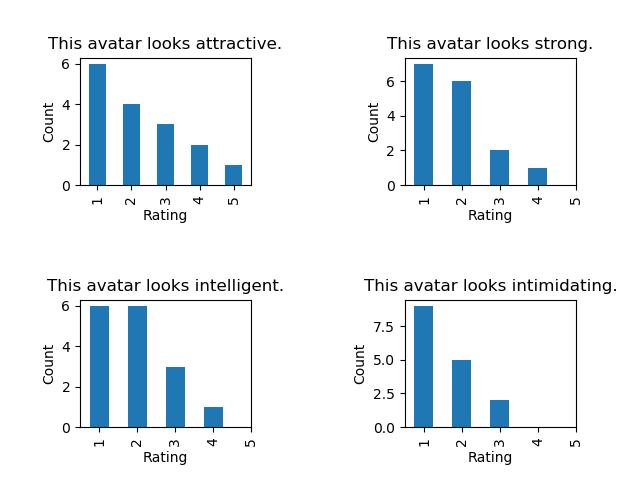 This avatar looks attractive.
6
4
2
0
Count
1 2 3 4 5
Rating
This avatar looks strong.
6
4
2
0
Count
1 2 3 4 5
Rating
This avatar looks intelligent.
6
4
2
0
Count
1 2 3 4 5
Rating
This avatar looks intimidating.
7.5
5.0
2.5
0.0
Count
1 2 3 4 5
Rating